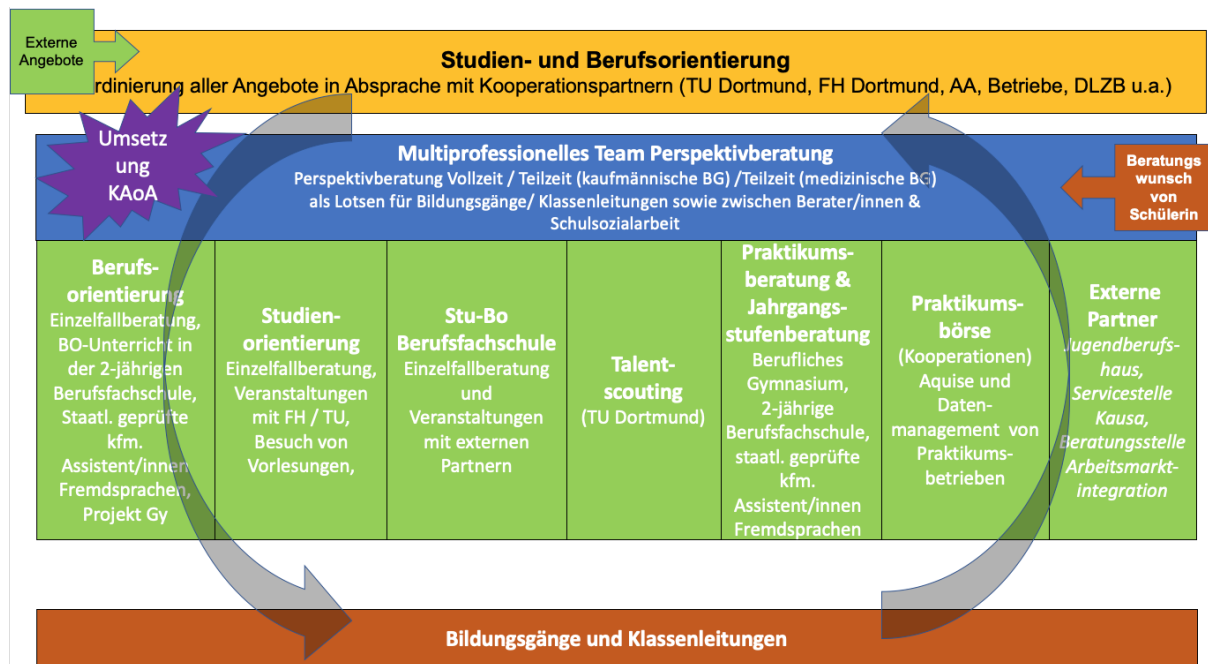 Externe
Angebote
Studien- und Berufsorientierung
rdinierung aller Angebote in Absprache mit Kooperationspartnern (TU Dortmund, FH Dortmund, AA, Betriebe, DLZB u.a.)
Umsetz
ung
KAoA
Multiprofessionelles Team Perspektivberatung
Perspektivberatung Vollzeit / Teilzeit (kaufmännische BG) /Teilzeit (medizinische BG)
als Lotsen für Bildungsgänge/ Klassenleitungen sowie zwischen Berater/innen &
Schulsozialarbeit
Beratungs
wunsch
von
Schülerin
Berufs-
orientierung
Einzelfallberatung,
BO-Unterricht in
der 2-jährigen
Berufsfachschule,
Staatl. geprüfte
kfm.
Assistent/innen
Fremdsprachen,
Projekt Gy
Studien-
orientierung
Einzelfallberatung,
Veranstaltungen
mit FH / TU,
Besuch von
Vorlesungen,
Stu-Bo
Berufsfachschule
Einzelfallberatung
und
Veranstaltungen
mit externen
Partnern
Talent-
scouting
(TU Dortmund)
Praktikums-
beratung &
Jahrgangs-
stufenberatung
Berufliches
Gymnasium,
2-jährige
Berufsfachschule,
staatl. geprüfte
kfm.
Assistent/innen
Fremdsprachen
Praktikums-
börse
(Kooperationen)
Aquise und
Daten-
management von
Praktikums-
betrieben
Externe
Partner
Jugendberufs-
haus,
Servicestelle
Kausa,
Beratungsstelle
Arbeitsmarkt-
integration
Bildungsgänge und Klassenleitungen